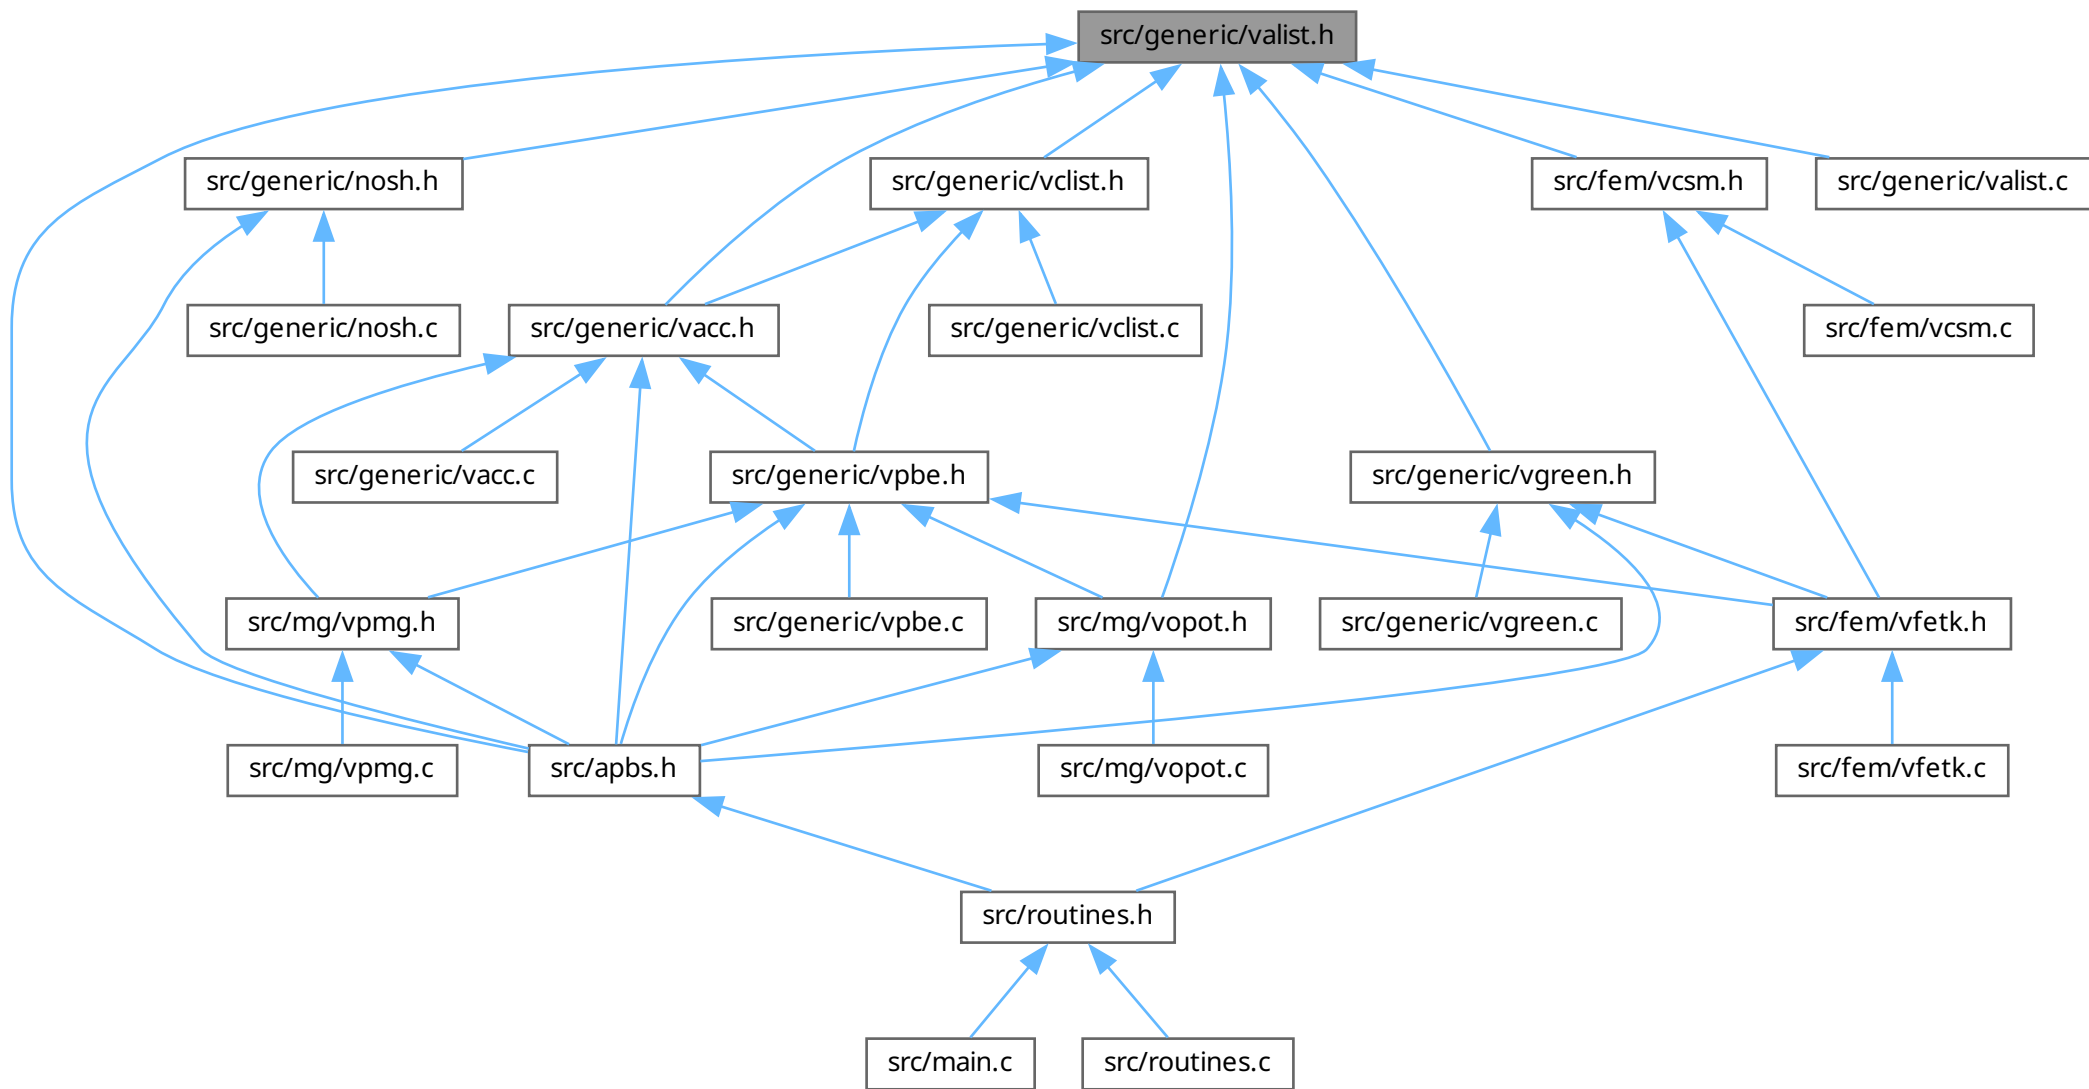 src/generic/valist.h
src/generic/nosh.h
src/generic/vclist.h
src/fem/vcsm.h
src/generic/valist.c
src/generic/nosh.c
src/generic/vacc.h
src/generic/vclist.c
src/fem/vcsm.c
src/generic/vacc.c
src/generic/vpbe.h
src/generic/vgreen.h
src/mg/vpmg.h
src/generic/vpbe.c
src/mg/vopot.h
src/generic/vgreen.c
src/fem/vfetk.h
src/mg/vpmg.c
src/apbs.h
src/mg/vopot.c
src/fem/vfetk.c
src/routines.h
src/main.c
src/routines.c